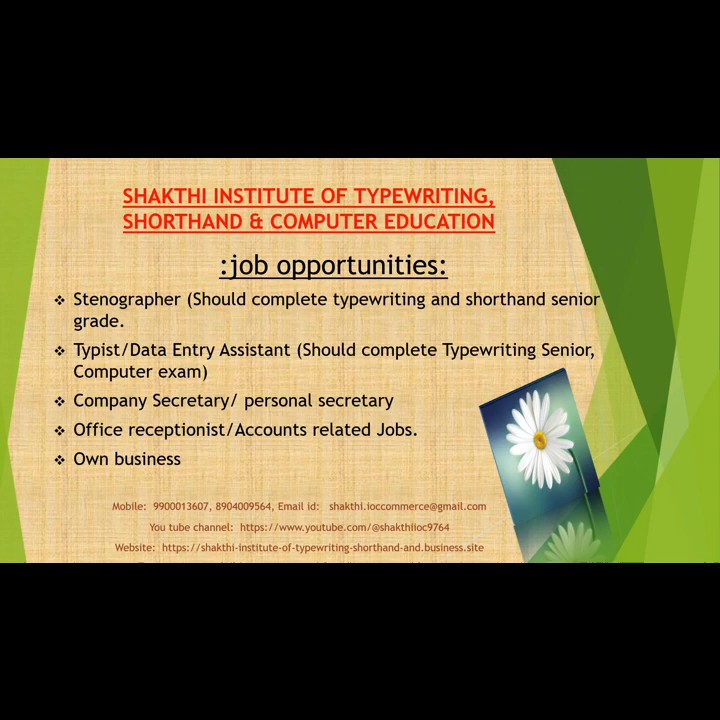 SHAKTHI INSTITUTE OF TYPEWRITING,
SHORTHAND & COMPUTER EDUCATION
:job opportunities:
❖ Stenographer (Should complete typewriting and shorthand senior
grade.
❖ Typist/Data Entry Assistant (Should complete Typewriting Senior,
Computer exam)
❖ Company Secretary/ personal secretary
❖ Office receptionist/Accounts related Jobs.
❖ Own business
Mobile: 9900013607, 8904009564, Email id: shakthi.ioccommerce@gmail.com
You tube channel: https://www.youtube.com/@shakthiioc9764
Website: https://shakthi-institute-of-typewriting-shorthand-and.business.site